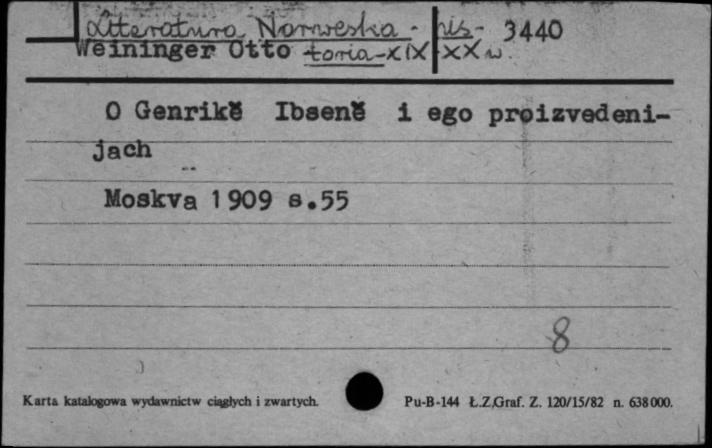 Literatura Norweska - his- 3440
Weininger Otto toria - XIX-XX w.
O Genrikě Ibseně i ego proizvedeni-
jach
Moskva 1909 s.55
8
Karta katalogowa wydawnictw ciągłych i zwartych. Pu-B-144 Ł.Z.Graf. Z. 120/15/82 n. 638000.